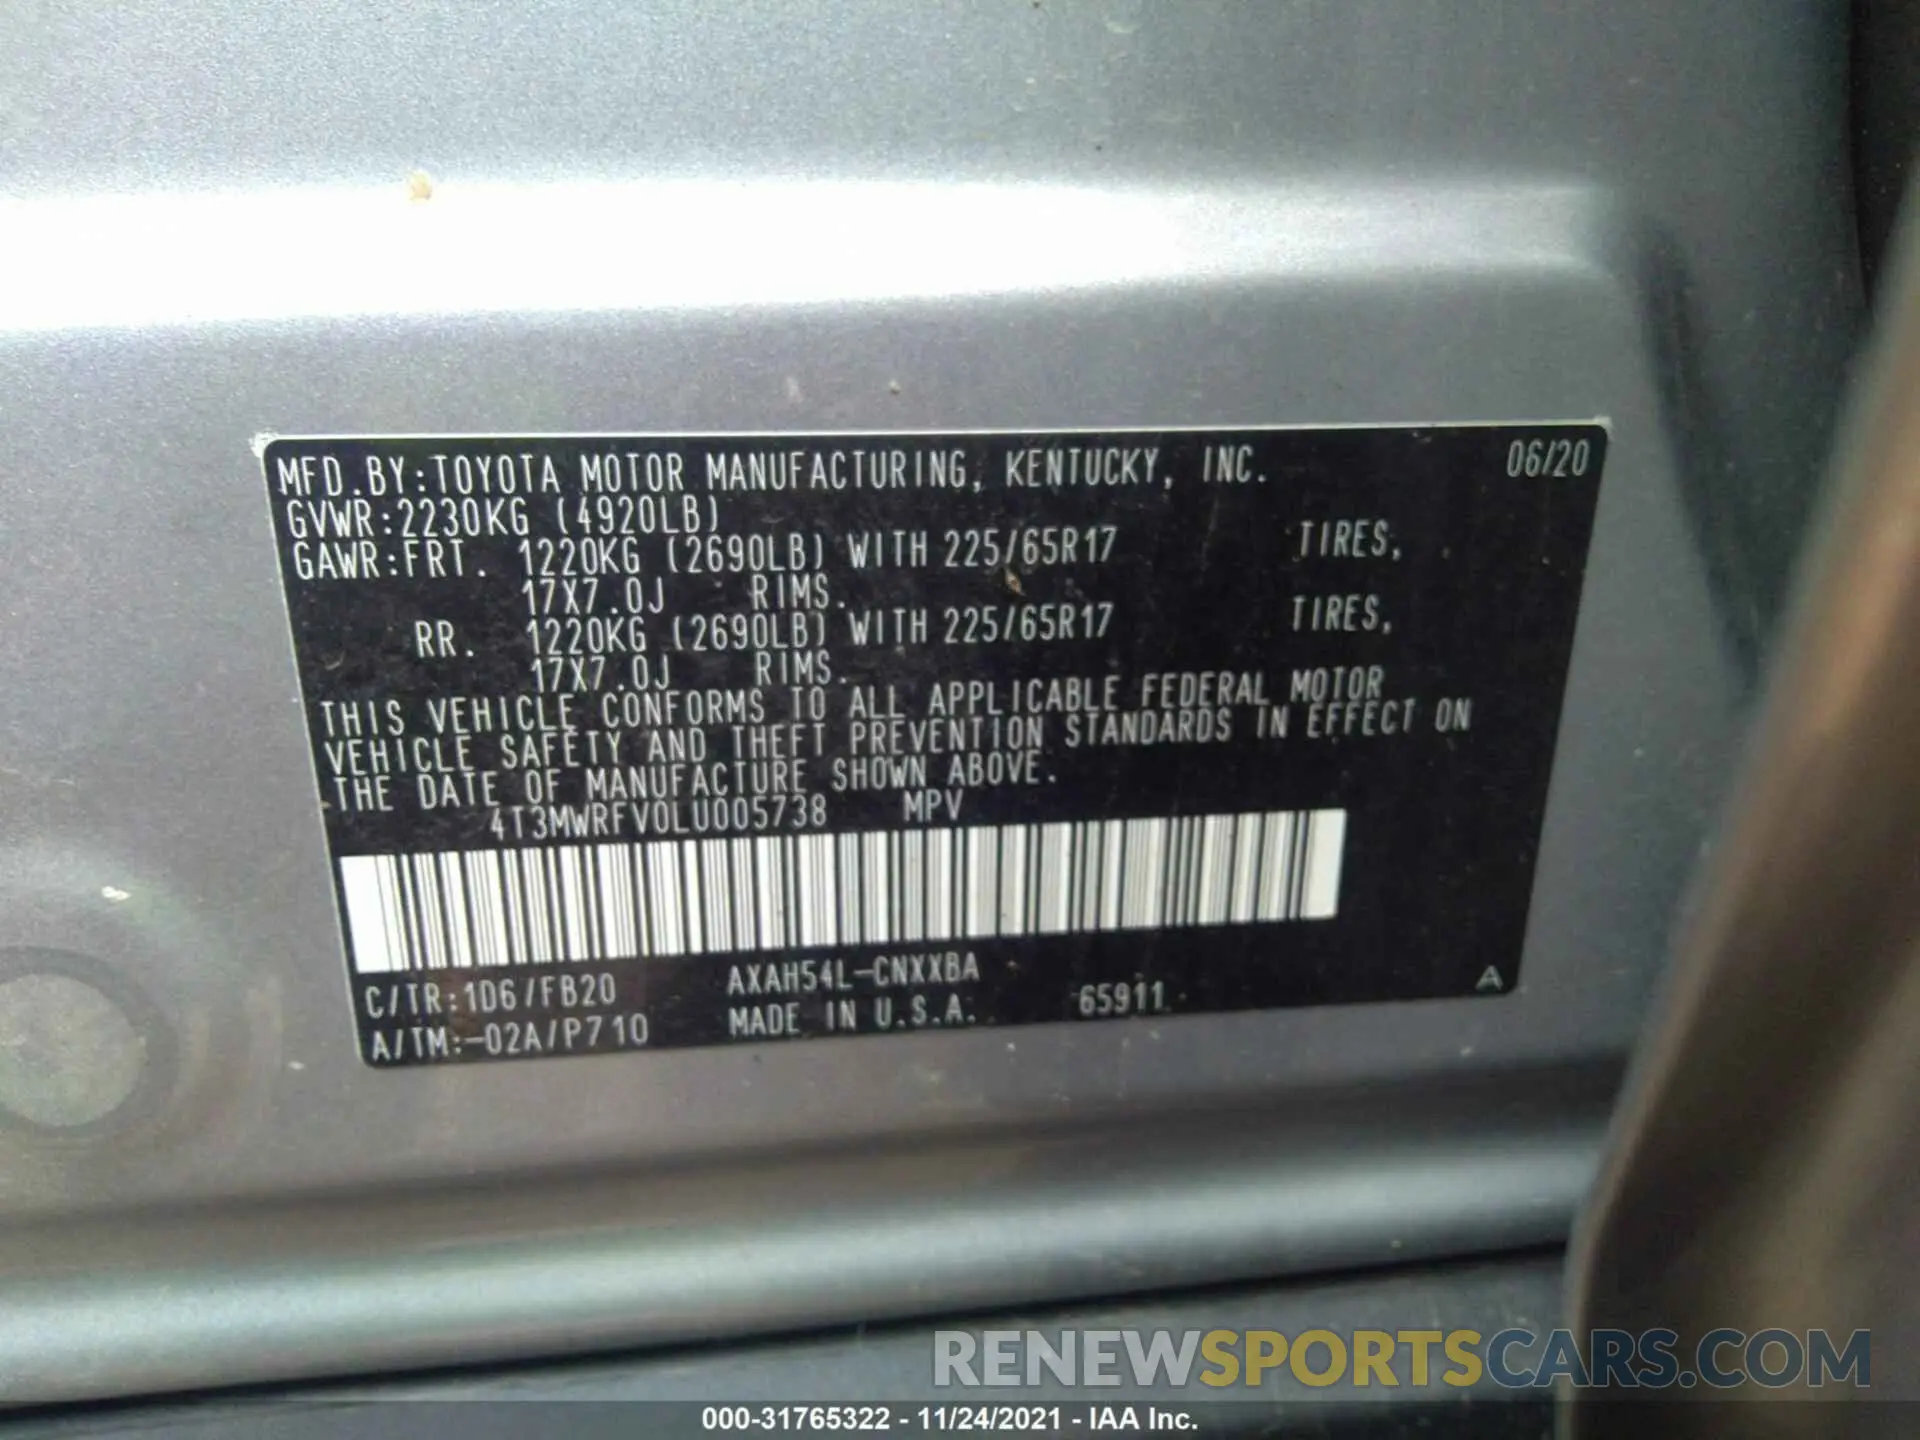 MFD.BY:TOYOTA MOTOR MANUFACTURING, KENTUCKY, INC. 06/20
GVWR:2230KG (4920LB)
GAWR:FRT. 1220KG (2690LB) WITH 225/65R17 TIRES,
17X7.0J RIMS.
RR. 1220KG (2690LB) WITH 225/65R17 TIRES,
17X7.0J RIMS.
THIS VEHICLE CONFORMS TO ALL APPLICABLE FEDERAL MOTOR
VEHICLE SAFETY AND THEFT PREVENTION STANDARDS IN EFFECT ON
THE DATE OF MANUFACTURE SHOWN ABOVE.
4T3MWRFV0LU005738 MPV
C/TR:1D6/FB20 AXAH54L-CNXXBA
A/TM:-02A/P710 MADE IN U.S.A. 65911 A
RENEWSPORTSCARS.COM
000-31765322 - 11/24/2021 - IAA Inc.